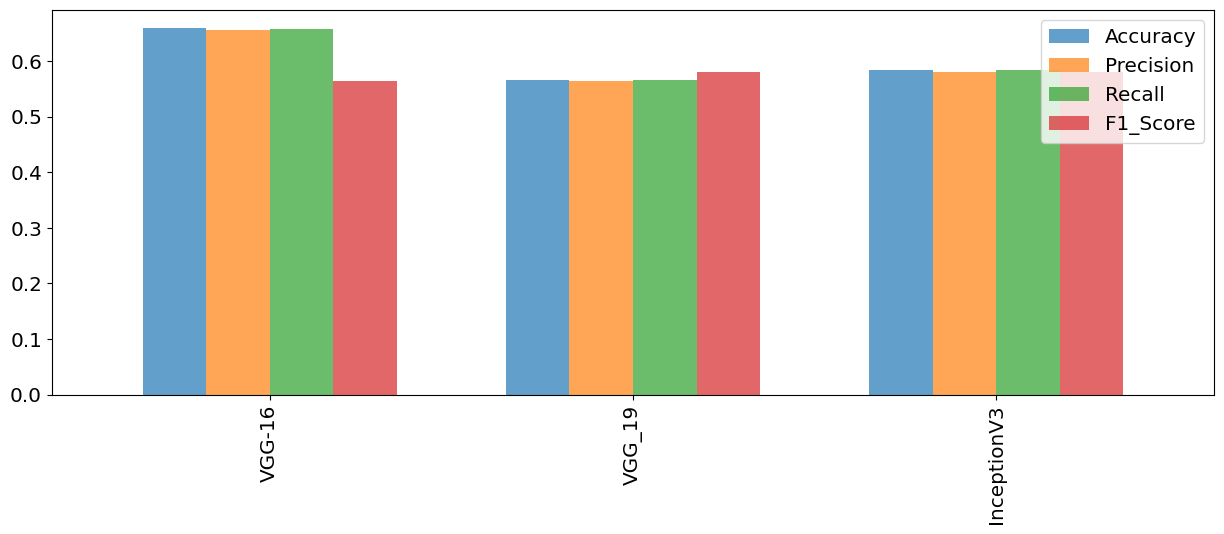 0.6
0.5
0.4
0.3
0.2
0.1
0.0
Accuracy
Precision
Recall
F1_Score
VGG-16
VGG_19
InceptionV3